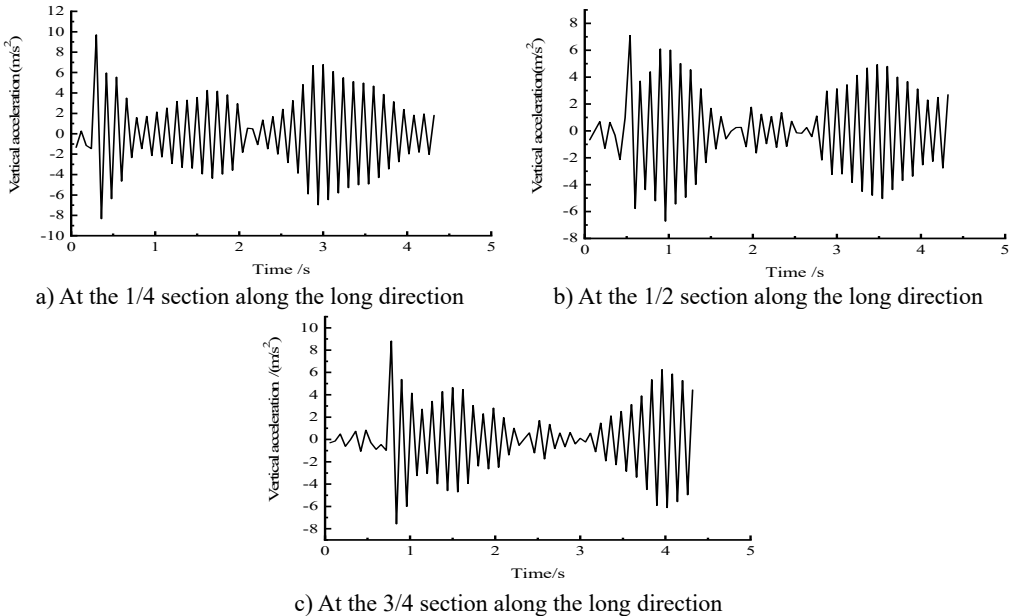 12
10
8
6
4
2
0
-2
-4
-6
-8
-10
Vertical acceleration(m/s²)
0 1 2 3 4 5
Time /s
a) At the 1/4 section along the long direction
8
6
4
2
0
-2
-4
-6
-8
Vertical acceleration(m/s²)
0 1 2 3 4 5
Time /s
b) At the 1/2 section along the long direction
10
8
6
4
2
0
-2
-4
-6
-8
Vertical acceleration /(m/s²)
0 1 2 3 4 5
Time/s
c) At the 3/4 section along the long direction